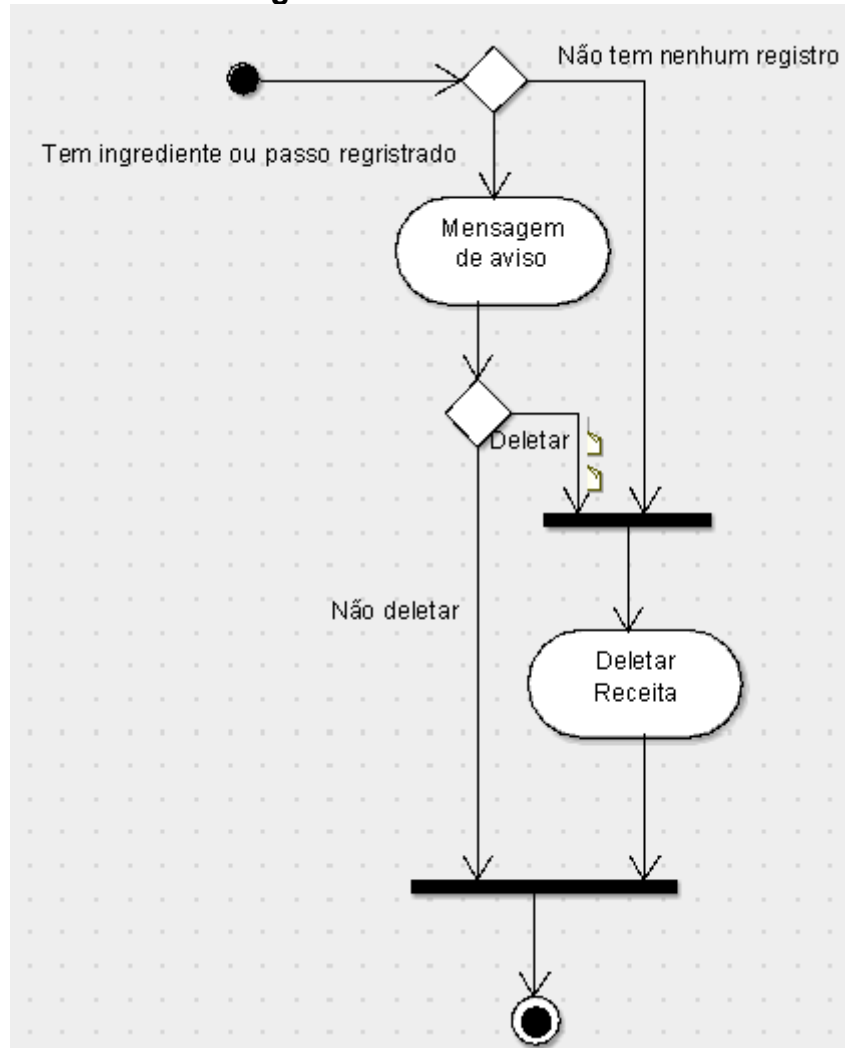 Não tem nenhum registro
Tem ingrediente ou passo regristrado
Mensagem
de aviso
Deletar
Não deletar
Deletar
Receita